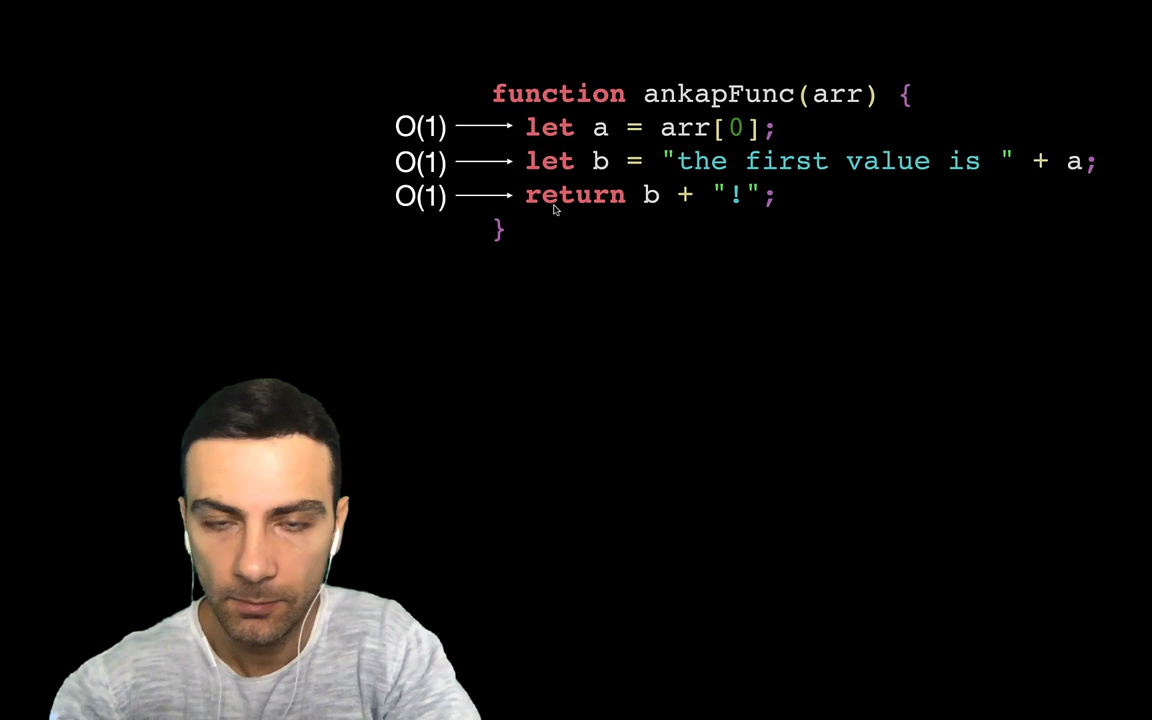 function ankapFunc(arr) {
O(1) let a = arr[0];
O(1) let b = "the first value is " + a;
O(1) return b + "!";
}